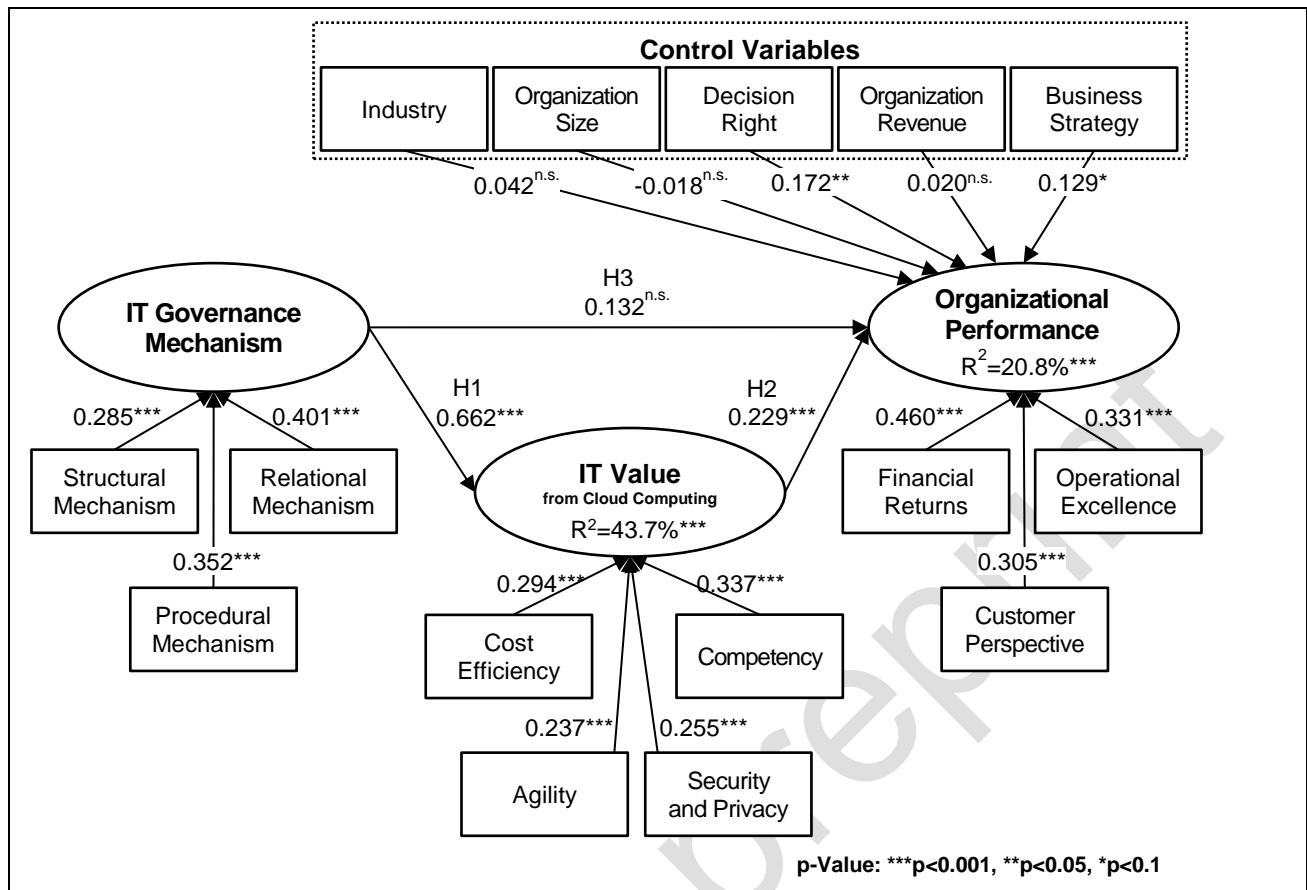 Control Variables
Industry
Organization
Size
Decision
Right
Organization
Revenue
Business
Strategy
0.042n.s.
-0.018n.s.
0.172**
0.020n.s.
0.129*
IT Governance
Mechanism
H3
0.132n.s.
Organizational
Performance
R2=20.8%***
H1
0.662***
H2
0.229***
0.285***
0.401***
Structural
Mechanism
Relational
Mechanism
0.352***
Procedural
Mechanism
IT Value
from Cloud Computing
R2=43.7%***
0.460***
0.331***
Financial
Returns
Operational
Excellence
0.305***
Customer
Perspective
0.294***
0.337***
Cost
Efficiency
Competency
0.237***
0.255***
Agility
Security
and Privacy
preprint
p-Value: ***p<0.001, **p<0.05, *p<0.1